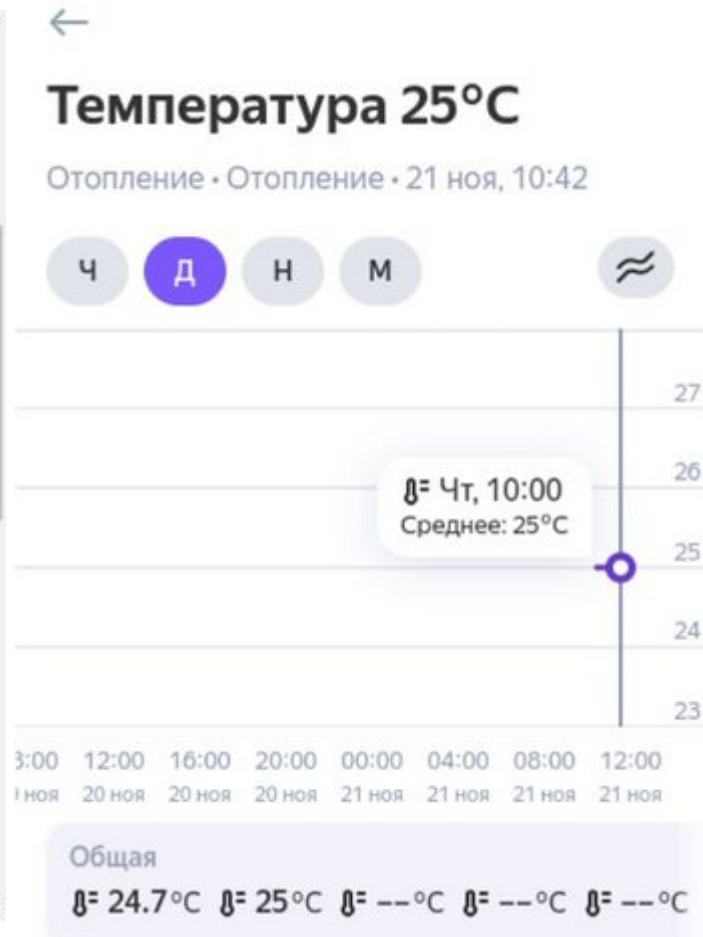 Температура 25°C
Отопление • Отопление • 21 ноя, 10:42
Ч Д Н М
27
Чт, 10:00
26
Среднее: 25°C
25
24
23
:00 12:00 16:00 20:00 00:00 04:00 08:00 12:00
ноя 20 ноя 20 ноя 20 ноя 21 ноя 21 ноя 21 ноя 21 ноя
Общая
24.7°C 25°C --°C --°C --°C